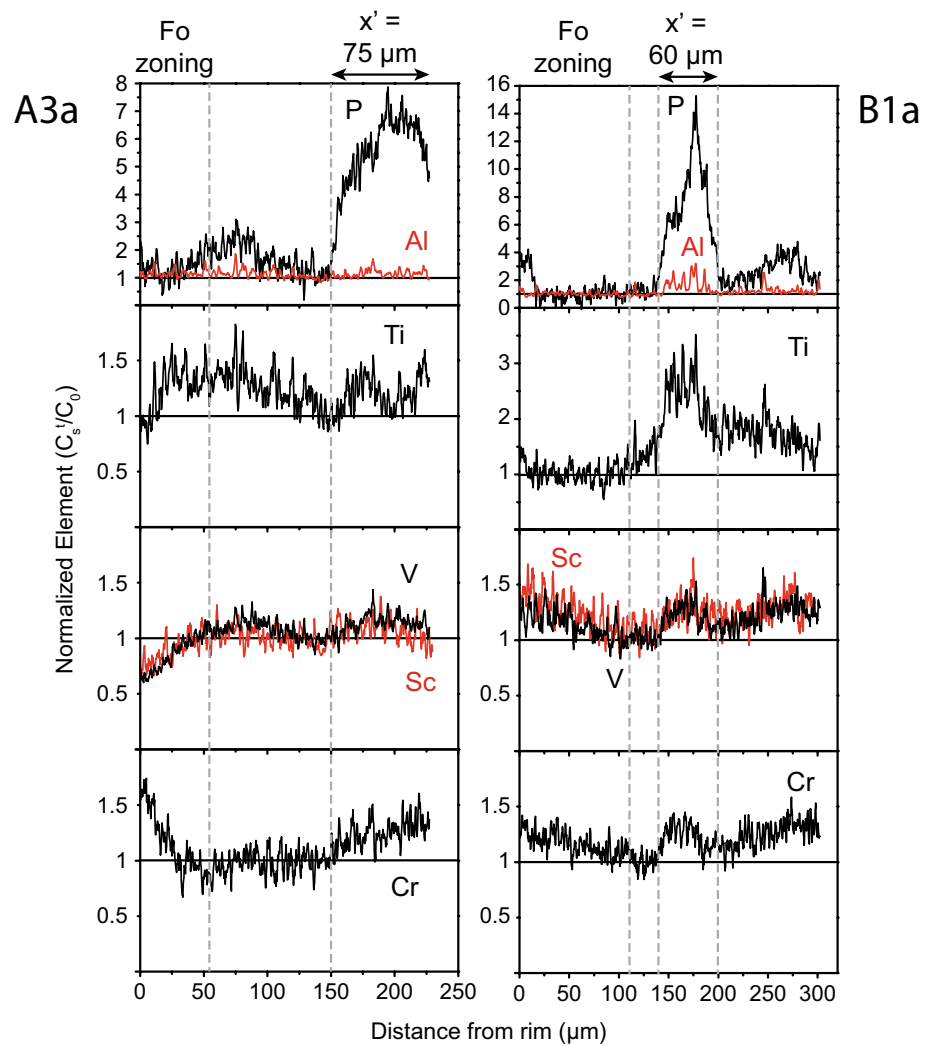 Fo
zoning
x' =
75 µm
Fo
zoning
x' =
60 µm
A3a
B1a
8
7
6
5
4
3
2
1
P
Al
16
14
12
10
8
6
4
2
0
P
Al
Normalized Element (Cₛᵗ/C₀)
1.5
1
0.5
Ti
3
2
1
Ti
1.5
1
0.5
V
Sc
1.5
1
0.5
Sc
V
1.5
1
0.5
Cr
1.5
1
0.5
Cr
0 50 100 150 200 250
0 50 100 150 200 250 300
Distance from rim (µm)